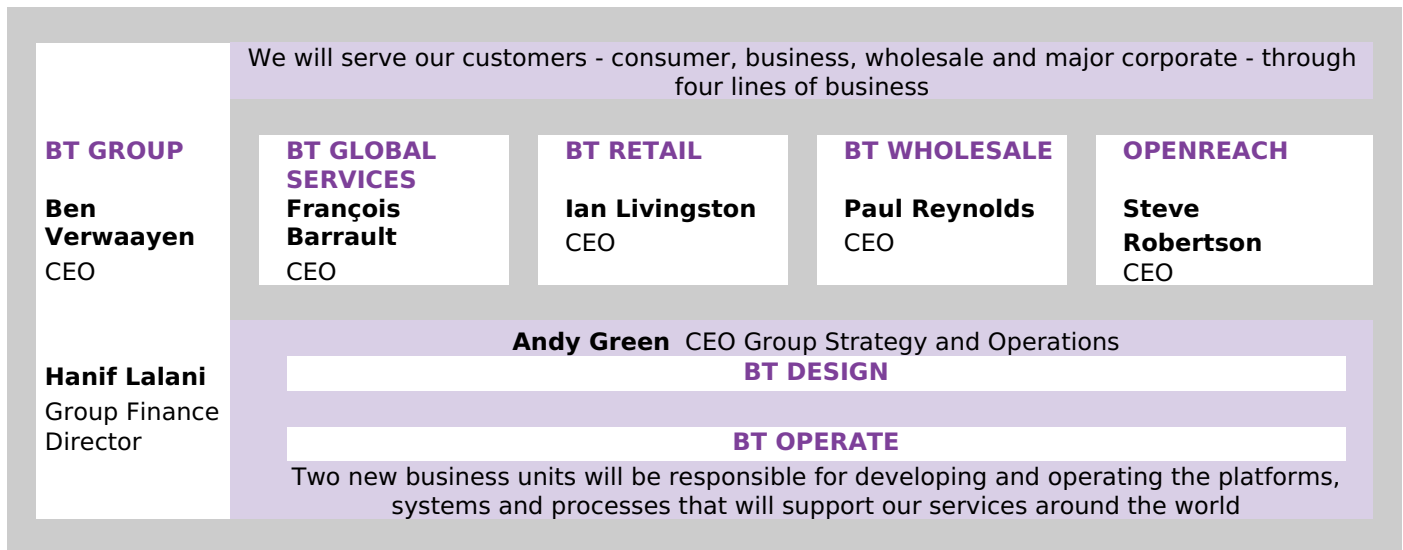 We will serve our customers - consumer, business, wholesale and major corporate - through
four lines of business
BT GROUP
Ben
Verwaayen
CEO
Hanif Lalani
Group Finance
Director
BT GLOBAL
SERVICES
François
Barrault
CEO
BT RETAIL
Ian Livingston
CEO
BT WHOLESALE
Paul Reynolds
CEO
OPENREACH
Steve
Robertson
CEO
Andy Green CEO Group Strategy and Operations
BT DESIGN
BT OPERATE
Two new business units will be responsible for developing and operating the platforms,
systems and processes that will support our services around the world